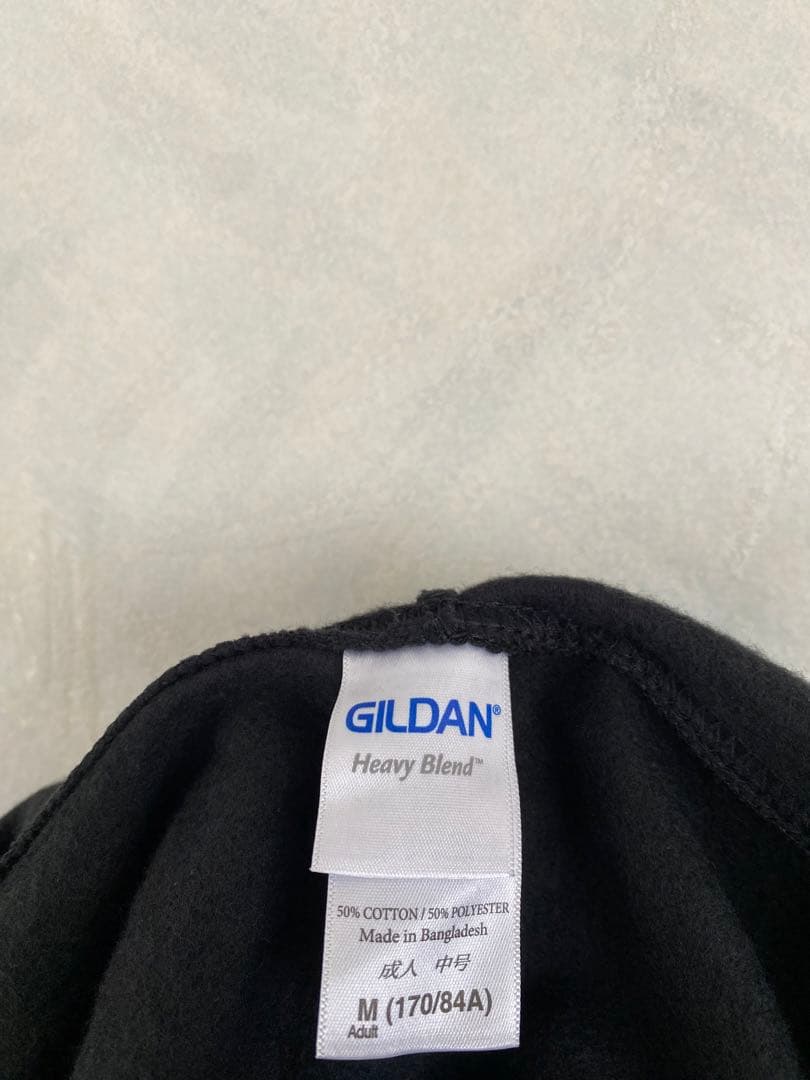 GILDAN®
Heavy Blend™
50% COTTON / 50% POLYESTER
Made in Bangladesh
成人 中号
M (170/84A)
Adult